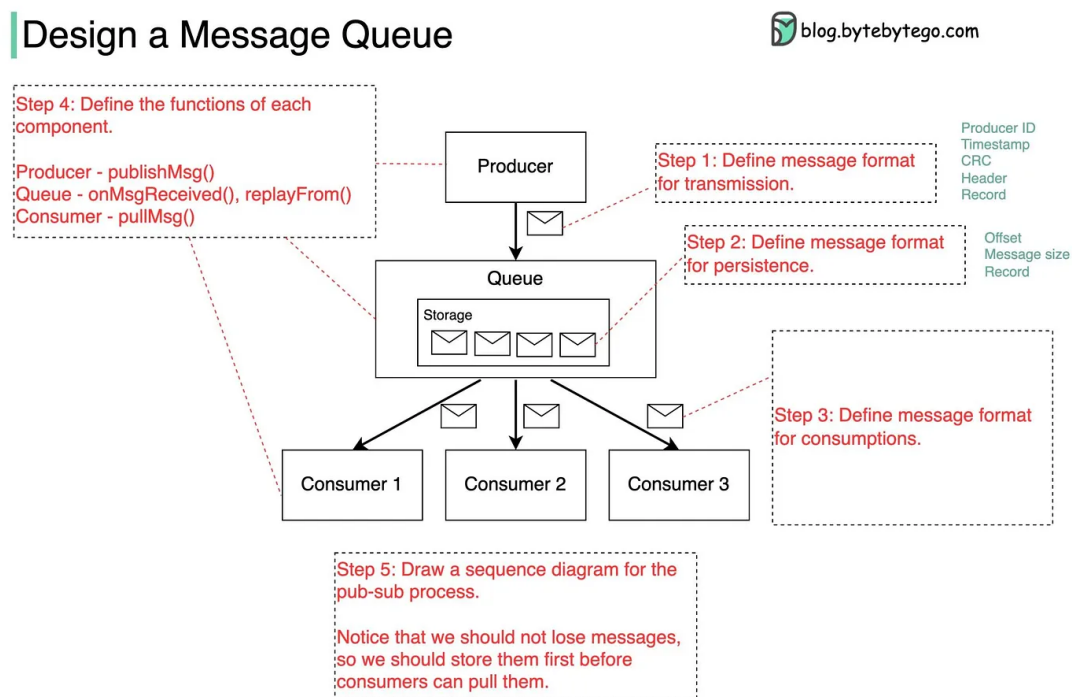 Design a Message Queue
blog.bytebytego.com
Step 4: Define the functions of each
component.
Producer - publishMsg()
Queue - onMsgReceived(), replayFrom()
Consumer - pullMsg()
Producer
Step 1: Define message format
for transmission.
Producer ID
Timestamp
CRC
Header
Record
Step 2: Define message format
for persistence.
Offset
Message size
Record
Queue
Storage
Step 3: Define message format
for consumptions.
Consumer 1
Consumer 2
Consumer 3
Step 5: Draw a sequence diagram for the
pub-sub process.
Notice that we should not lose messages,
so we should store them first before
consumers can pull them.